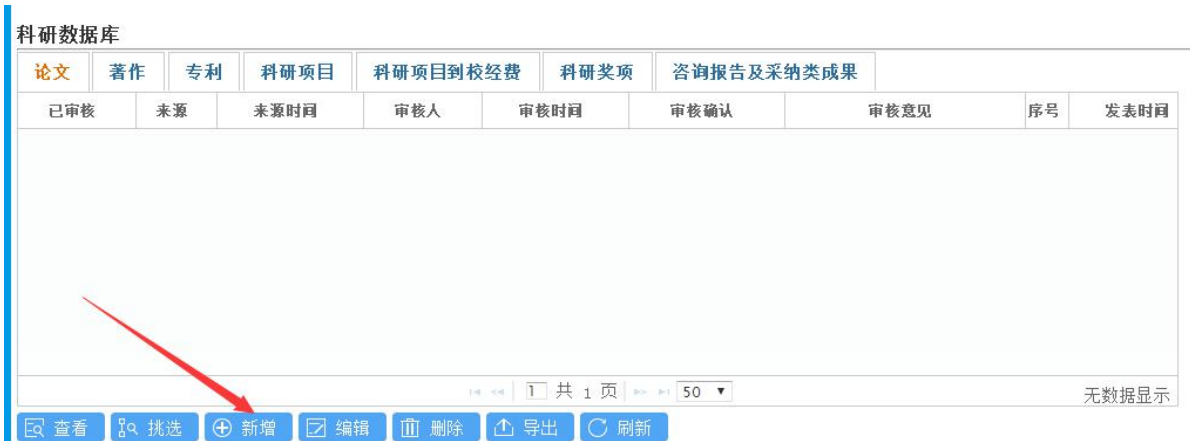 科研数据库
论文 著作 专利 科研项目 科研项目到校经费 科研奖项 咨询报告及采纳类成果
已审核 来源 来源时间 审核人 审核时间 审核确认 审核意见 序号 发表时间
1 共 1 页 50 无数据显示
查看 挑选 新增 编辑 删除 导出 刷新